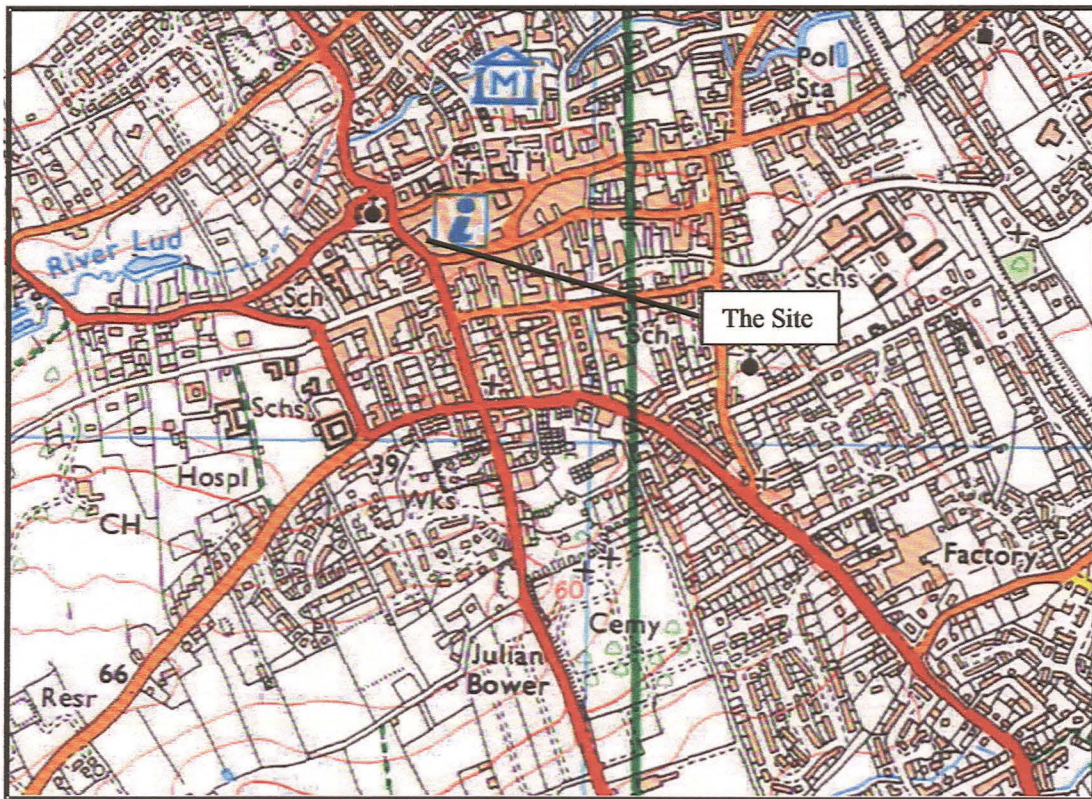 M
Pol
Sta
TH
i
River Lud
Sch
Schs
The Site
Sch
Schs
39
Hospl
Wks
CH
Factory
60
Cemy
Julian
Bower
66
Resr